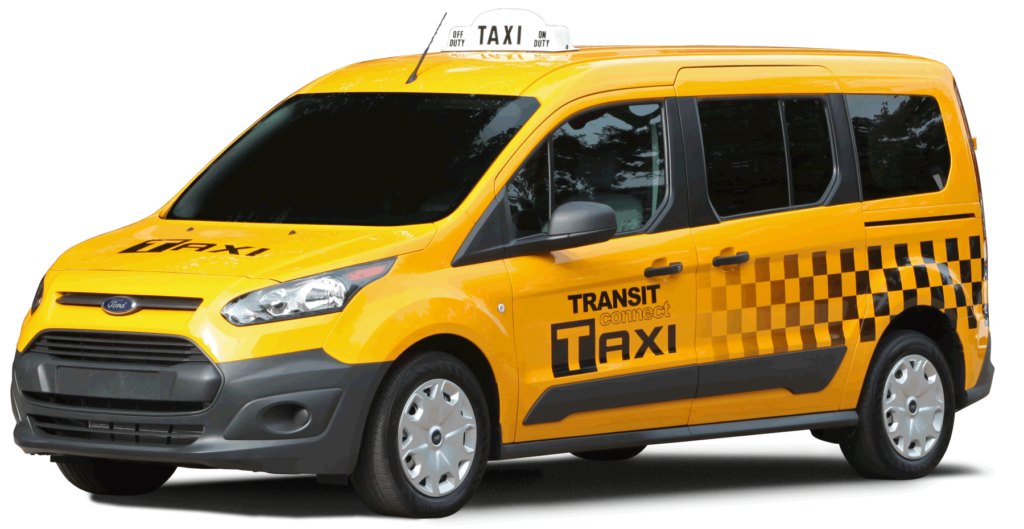 OFF DUTY TAXI ON DUTY
TAXI
Ford
TRANSIT
connect
TAXI